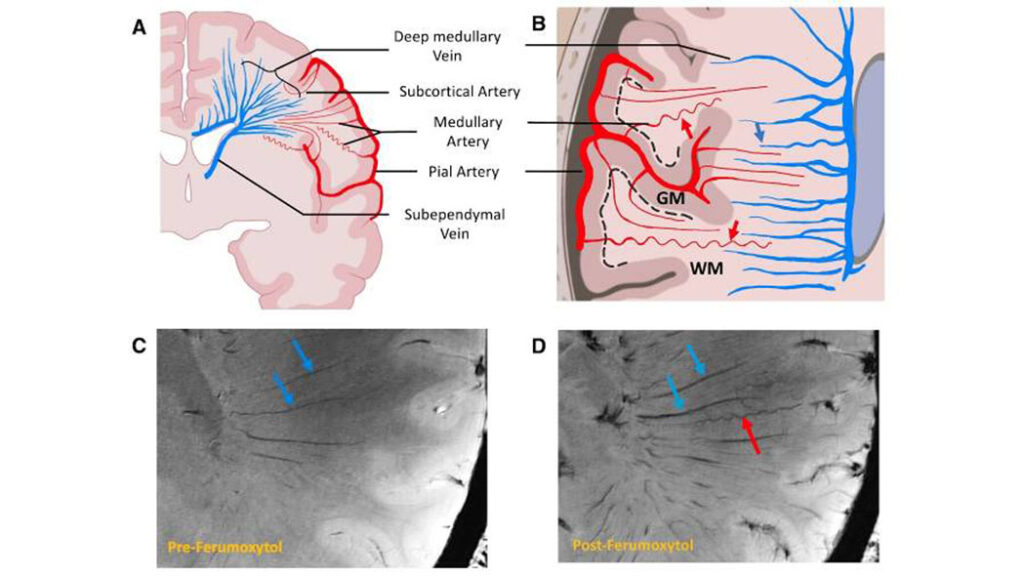 A
B
Deep medullary
Vein
Subcortical Artery
Medullary
Artery
Pial Artery
Subependymal
Vein
GM
WM
C
D
Pre-Ferumoxytol
Post-Ferumoxytol